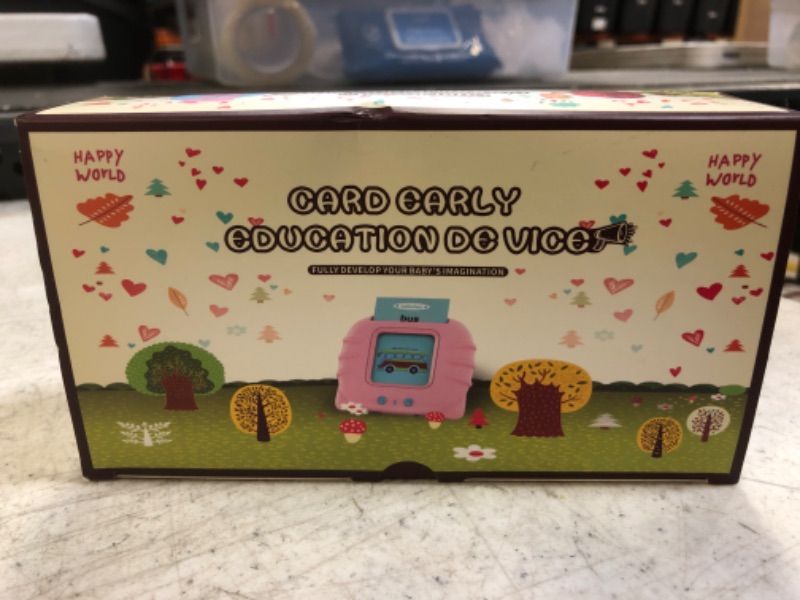 HAPPY
WORLD
HAPPY
WORLD
CARD EARLY
EDUCATION DE VICE
FULLY DEVELOP YOUR BABY'S IMAGINATION
bus